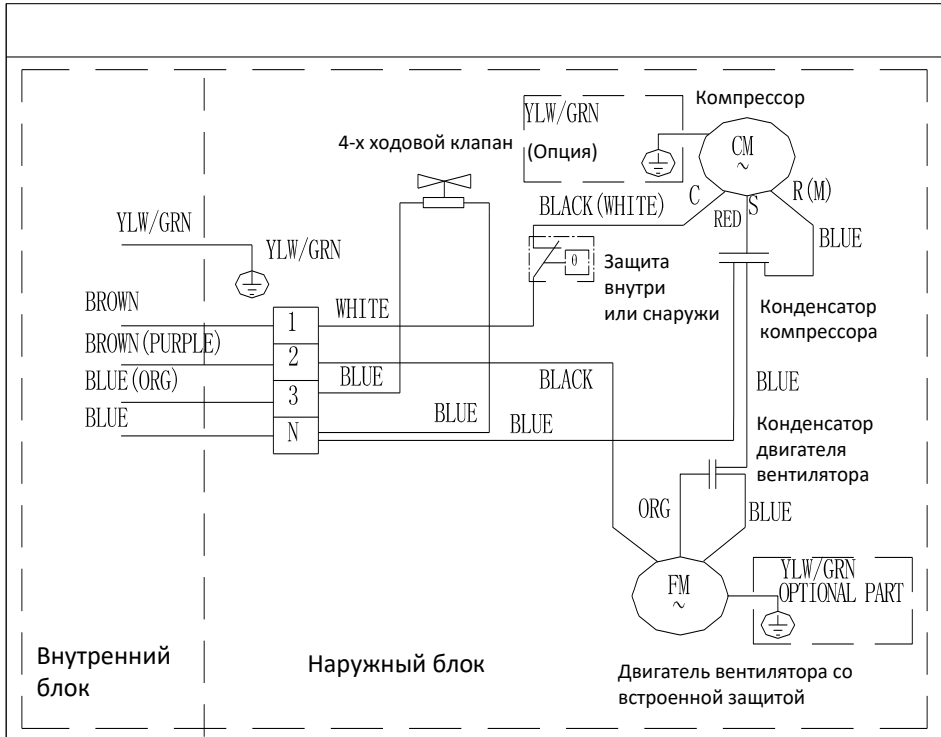 Компрессор
YLW/GRN
4-х ходовой клапан
(Опция)
CM
~
C
S
R(M)
BLACK(WHITE)
RED
BLUE
YLW/GRN
YLW/GRN
θ
Защита
внутри
или снаружи
BROWN
1
WHITE
Конденсатор
компрессора
BROWN(PURPLE)
2
BLUE
BLACK
BLUE
BLUE(ORG)
3
BLUE
N
BLUE
BLUE
Конденсатор
двигателя
вентилятора
ORG
BLUE
FM
~
YLW/GRN
OPTIONAL PART
Внутренний
блок
Наружный блок
Двигатель вентилятора со
встроенной защитой